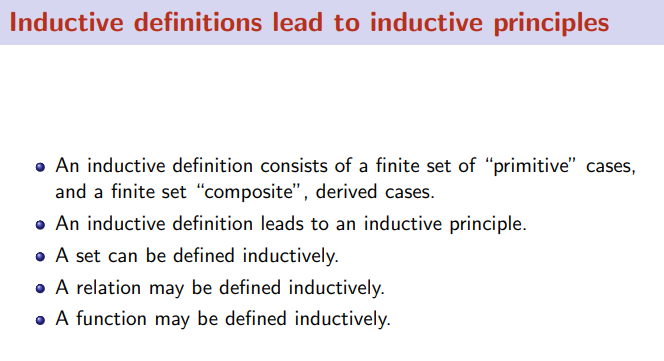 Inductive definitions lead to inductive principles
An inductive definition consists of a finite set of “primitive” cases,
and a finite set “composite”, derived cases.
An inductive definition leads to an inductive principle.
A set can be defined inductively.
A relation may be defined inductively.
A function may be defined inductively.